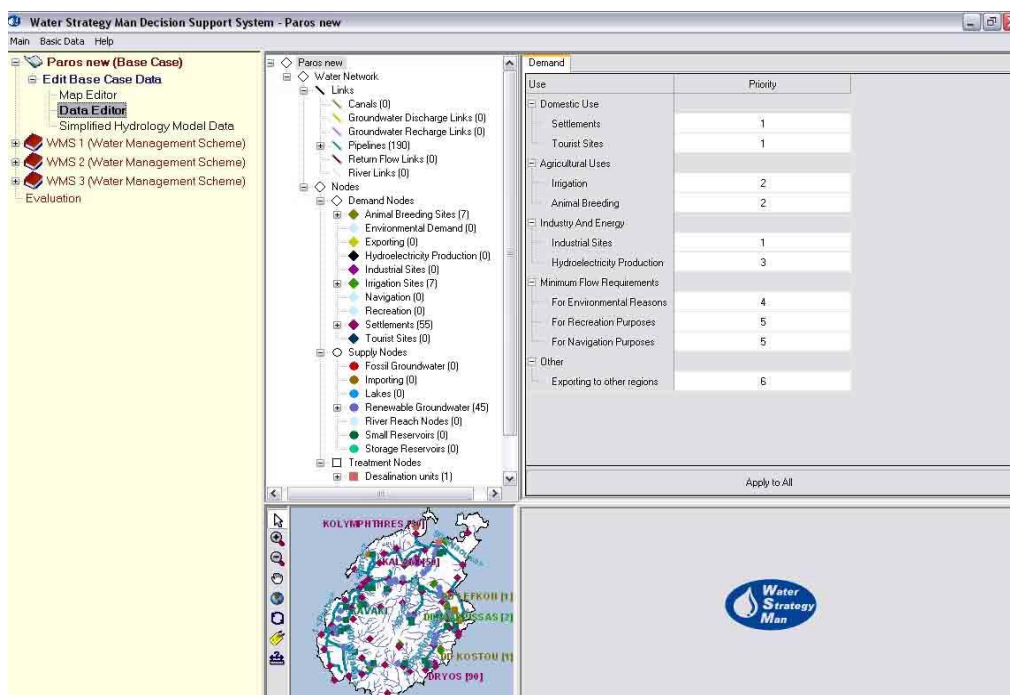 Water Strategy Man Decision Support System - Paros new
Main Basic Data Help
Paros new (Base Case)
Edit Base Case Data
Map Editor
Data Editor
Simplified Hydrology Model Data
WMS 1 (Water Management Scheme)
WMS 2 (Water Management Scheme)
WMS 3 (Water Management Scheme)
Evaluation
Paros new
Water Network
Links
Canals (0)
Groundwater Discharge Links (0)
Groundwater Recharge Links (0)
Pipelines (190)
Return Flow Links (0)
River Links (0)
Nodes
Demand Nodes
Animal Breeding Sites (7)
Environmental Demand (0)
Exporting (0)
Hydroelectricity Production (0)
Industrial Sites (0)
Irrigation Sites (7)
Navigation (0)
Recreation (0)
Settlements (55)
Tourist Sites (0)
Supply Nodes
Fossil Groundwater (0)
Importing (0)
Lakes (0)
Renewable Groundwater (45)
River Reach Nodes (0)
Small Reservoirs (0)
Storage Reservoirs (0)
Treatment Nodes
Desalination units (1)
Demand
Use Priority
Domestic Use
Settlements 1
Tourist Sites 1
Agricultural Uses
Irrigation 2
Animal Breeding 2
Industry And Energy
Industrial Sites 1
Hydroelectricity Production 3
Minimum Flow Requirements
For Environmental Reasons 4
For Recreation Purposes 5
For Navigation Purposes 5
Other
Exporting to other regions 6
Apply to All
KOLYMPHTHRES
DRYOS [90]
Water
Strategy
Man